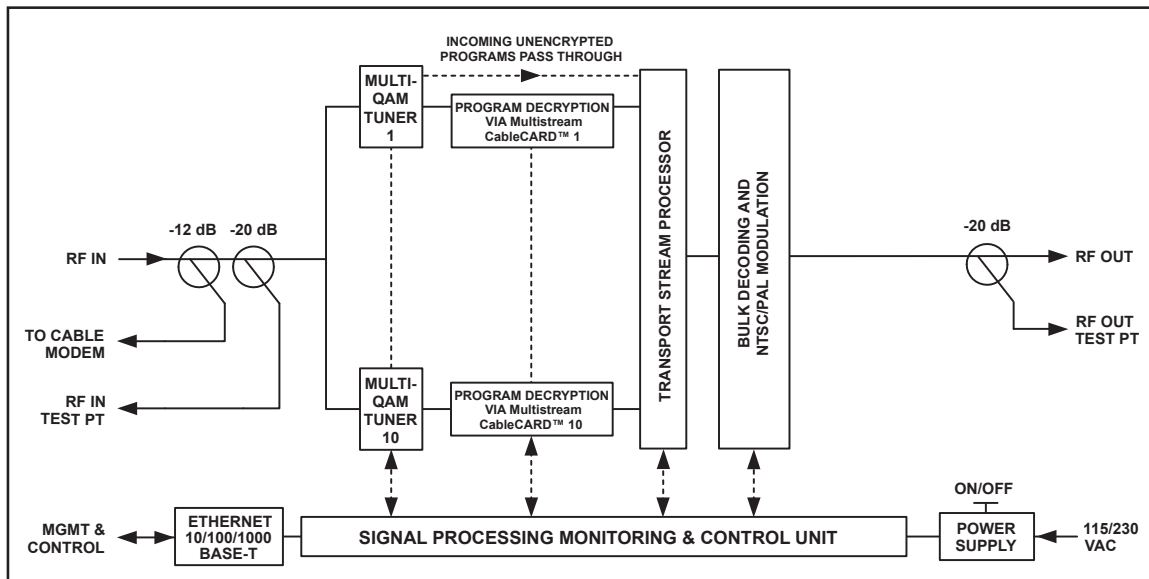 INCOMING UNENCRYPTED
PROGRAMS PASS THROUGH
MULTI-
QAM
TUNER
1
PROGRAM DECRYPTION
VIA Multistream
CableCARD™ 1
TRANSPORT STREAM PROCESSOR
BULK DECODING AND
NTSC/PAL MODULATION
-12 dB
-20 dB
-20 dB
RF IN
RF OUT
TO CABLE
MODEM
RF OUT
TEST PT
RF IN
TEST PT
MULTI-
QAM
TUNER
10
PROGRAM DECRYPTION
VIA Multistream
CableCARD™ 10
ON/OFF
MGMT &
CONTROL
ETHERNET
10/100/1000
BASE-T
SIGNAL PROCESSING MONITORING & CONTROL UNIT
POWER
SUPPLY
115/230
VAC